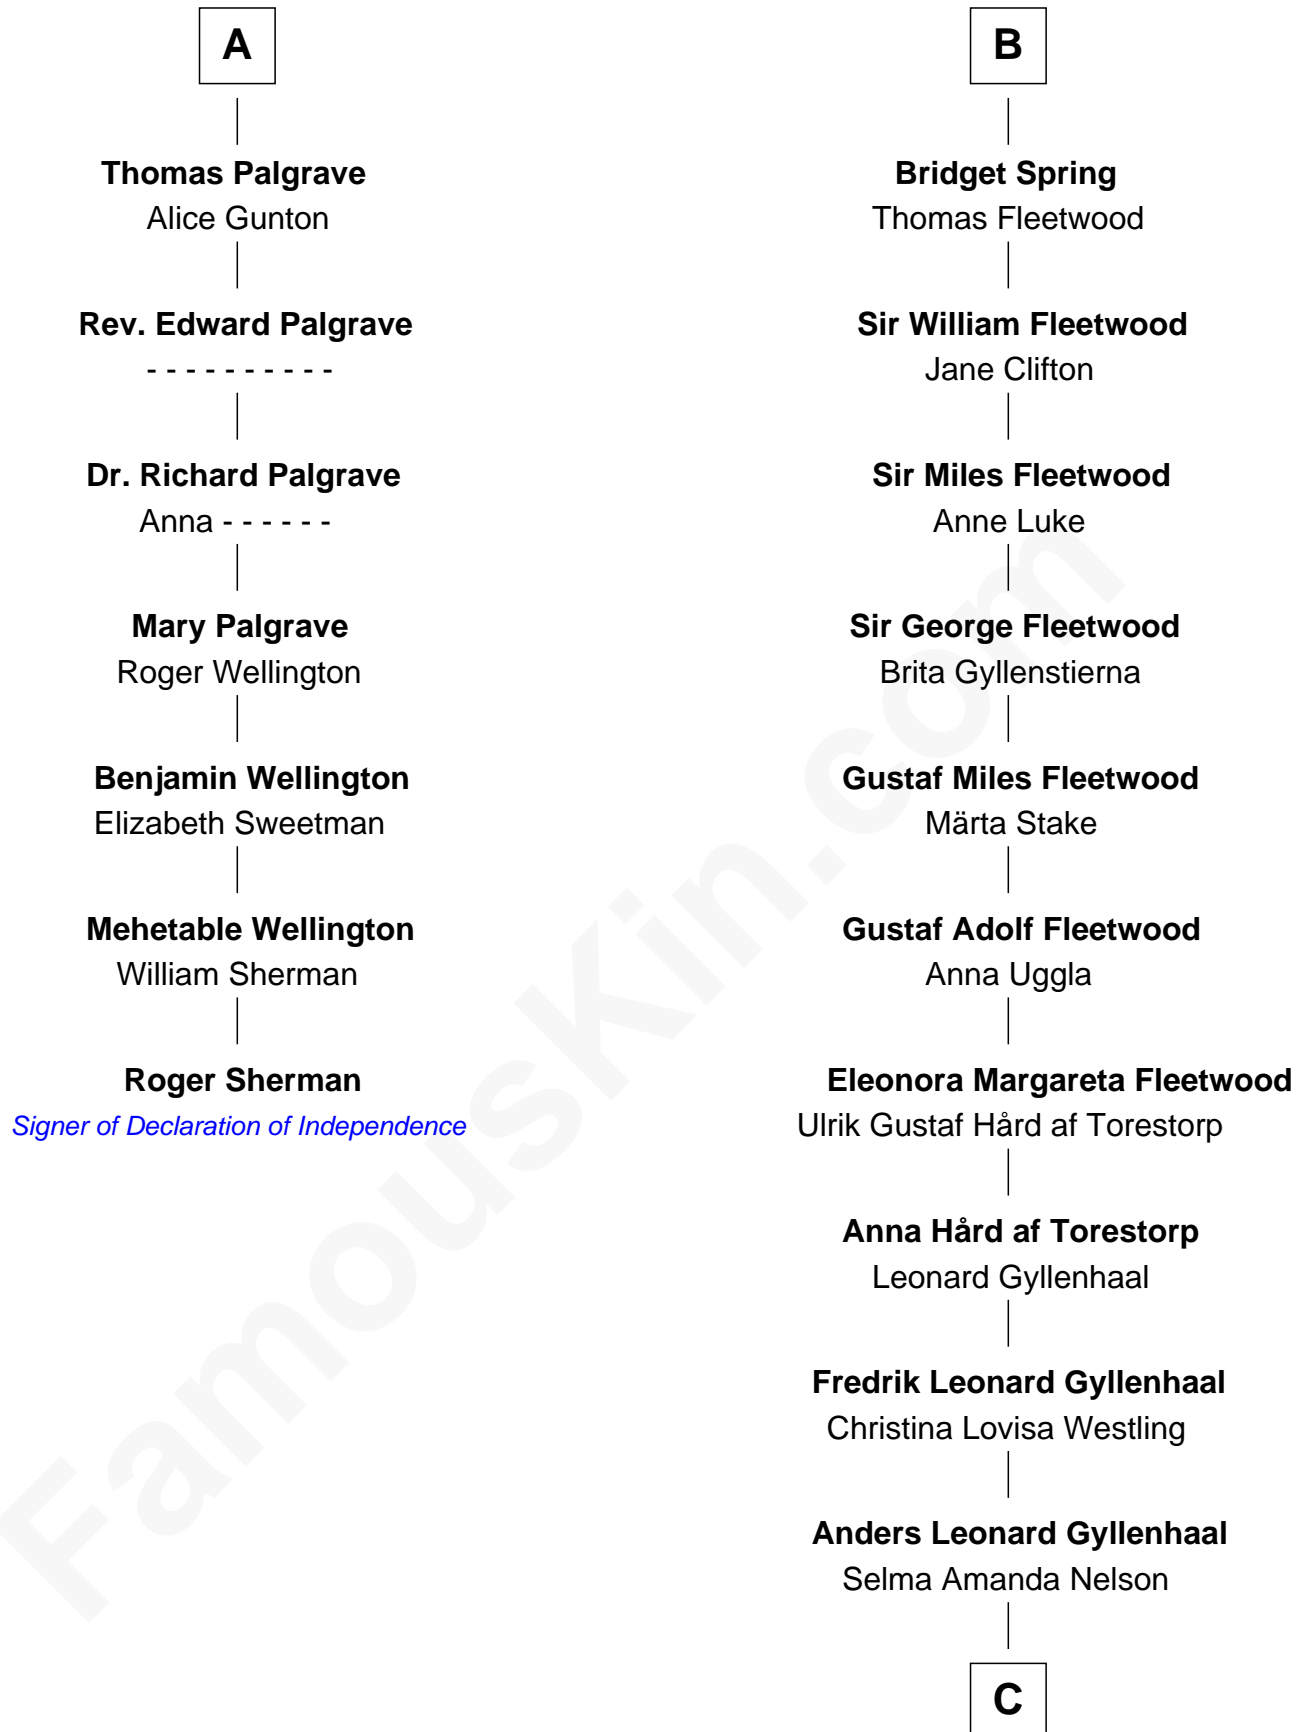 A
Thomas Palgrave
Alice Gunton
Rev. Edward Palgrave
- - - - - - - - - -
Dr. Richard Palgrave
Anna - - - - - -
Mary Palgrave
Roger Wellington
Benjamin Wellington
Elizabeth Sweetman
Mehetable Wellington
William Sherman
Roger Sherman
Signer of Declaration of Independence
B
Bridget Spring
Thomas Fleetwood
Sir William Fleetwood
Jane Clifton
Sir Miles Fleetwood
Anne Luke
Sir George Fleetwood
Brita Gyllenstierna
Gustaf Miles Fleetwood
Märta Stake
Gustaf Adolf Fleetwood
Anna Uggla
Eleonora Margareta Fleetwood
Ulrik Gustaf Hård af Torestorp
Anna Hård af Torestorp
Leonard Gyllenhaal
Fredrik Leonard Gyllenhaal
Christina Lovisa Westling
Anders Leonard Gyllenhaal
Selma Amanda Nelson
C
FamousKin.com